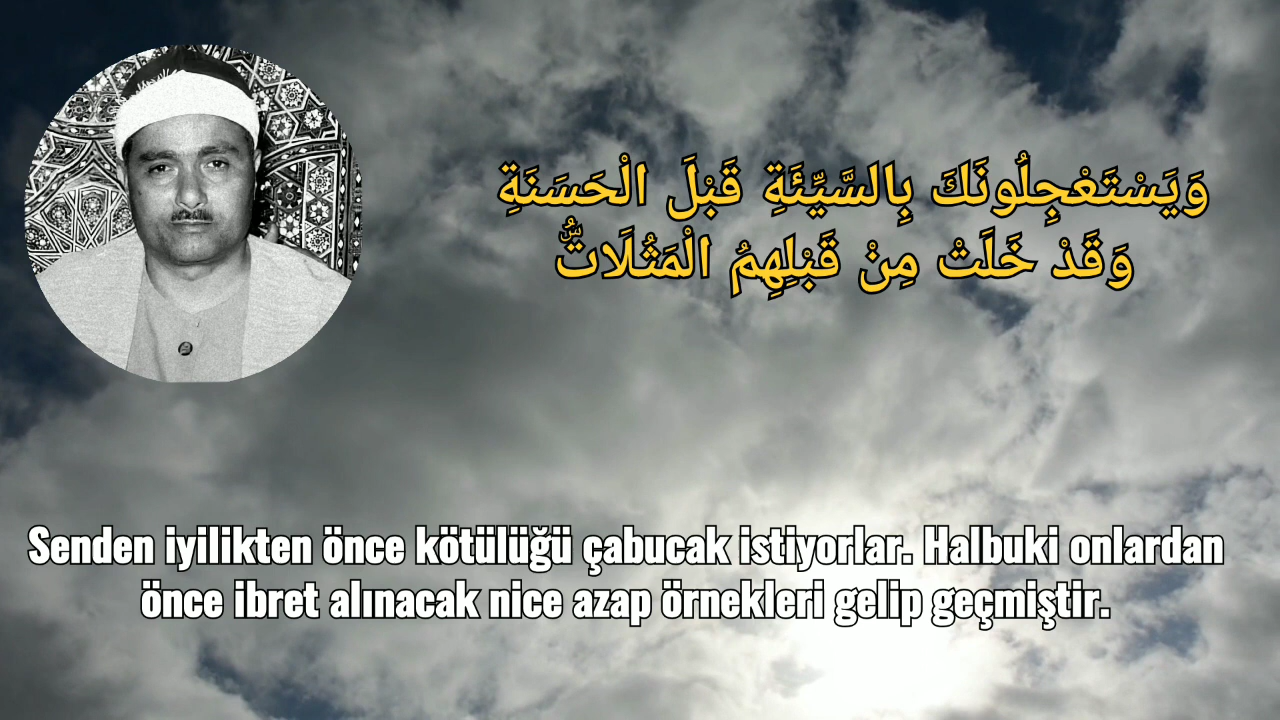 وَيَسْتَعْجِلُونَكَ بِالسَّيِّئَةِ قَبْلَ الْحَسَنَةِ
وَقَدْ خَلَتْ مِنْ قَبْلِهِمُ الْمَثُلَاتُۜ
Senden iyilikten önce kötülüğü çabucak istiyorlar. Halbuki onlardan
önce ibret alınacak nice azap örnekleri gelip geçmiştir.